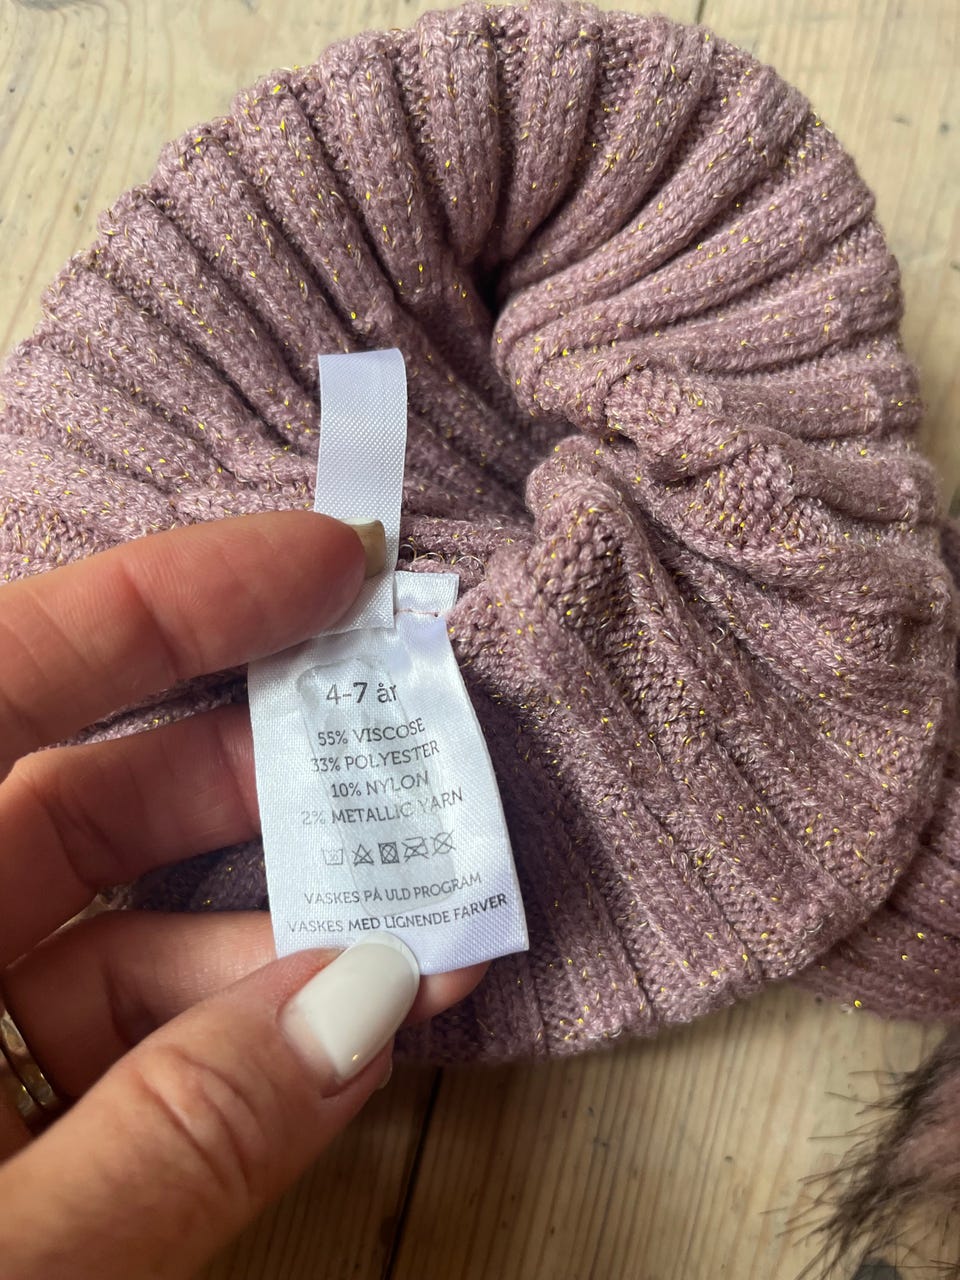 4-7 år
55% VISCOSE
33% POLYESTER
10% NYLON
2% METALLIC YARN
VASKES PÅ ULD PROGRAM
VASKES MED LIGNENDE FARVER